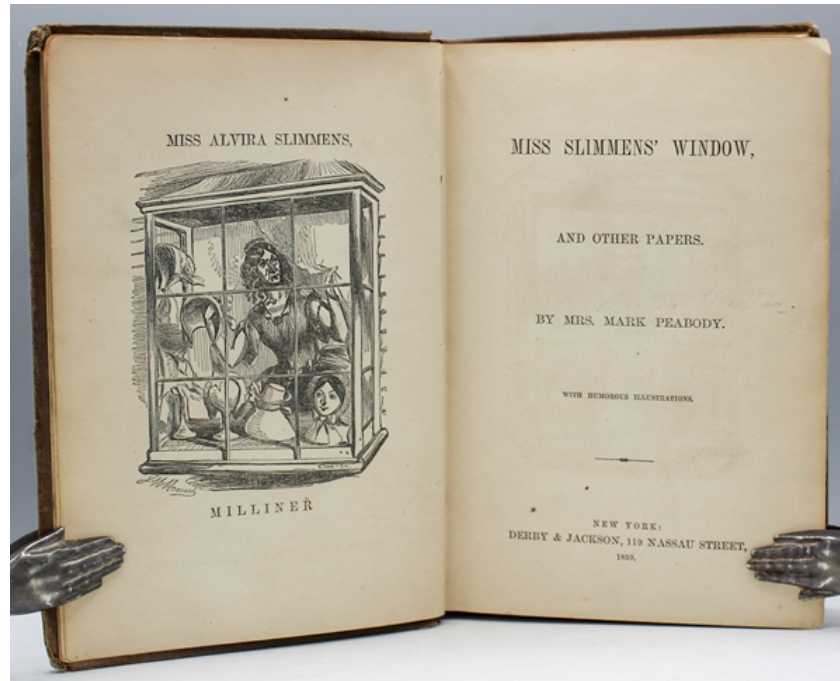 MISS ALVIRA SLIMMENS,
MILLINER
MISS SLIMMENS' WINDOW,
AND OTHER PAPERS.
BY MRS. MARK PEABODY.
WITH HUMOROUS ILLUSTRATIONS.
NEW YORK:
DERBY & JACKSON, 119 NASSAU STREET,
1859.